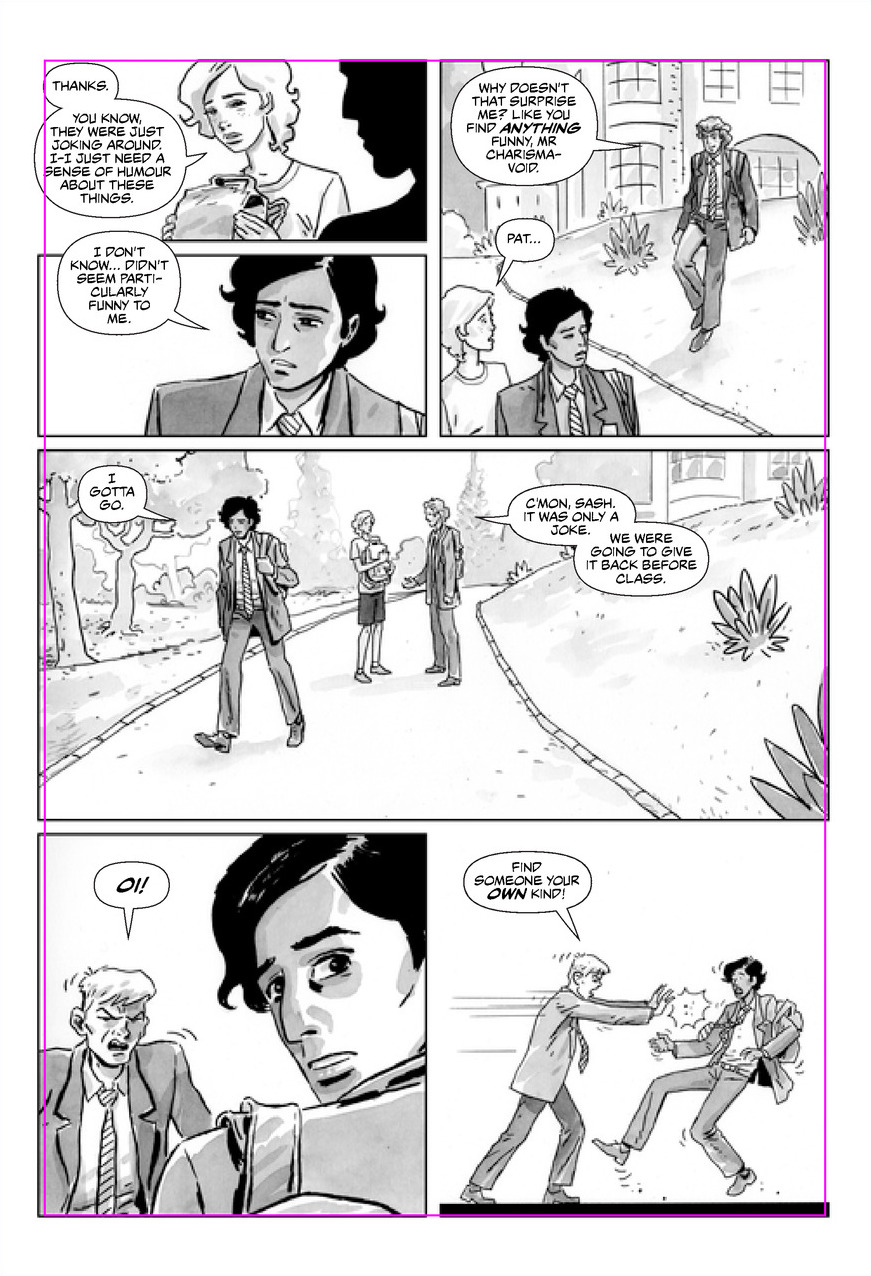 THANKS.
YOU KNOW,
THEY WERE JUST
JOKING AROUND.
I-I JUST NEED A
SENSE OF HUMOUR
ABOUT THESE
THINGS.
I DON'T
KNOW... DIDN'T
SEEM PARTI-
CULARLY
FUNNY TO
ME.
WHY DOESN'T
THAT SURPRISE
ME? LIKE YOU
FIND ANYTHING
FUNNY, MR
CHARISMA-
VOID.
PAT...
I
GOTTA
GO.
C'MON, SASH.
IT WAS ONLY A
JOKE.
WE WERE
GOING TO GIVE
IT BACK BEFORE
CLASS.
OI!
FIND
SOMEONE YOUR
OWN KIND!